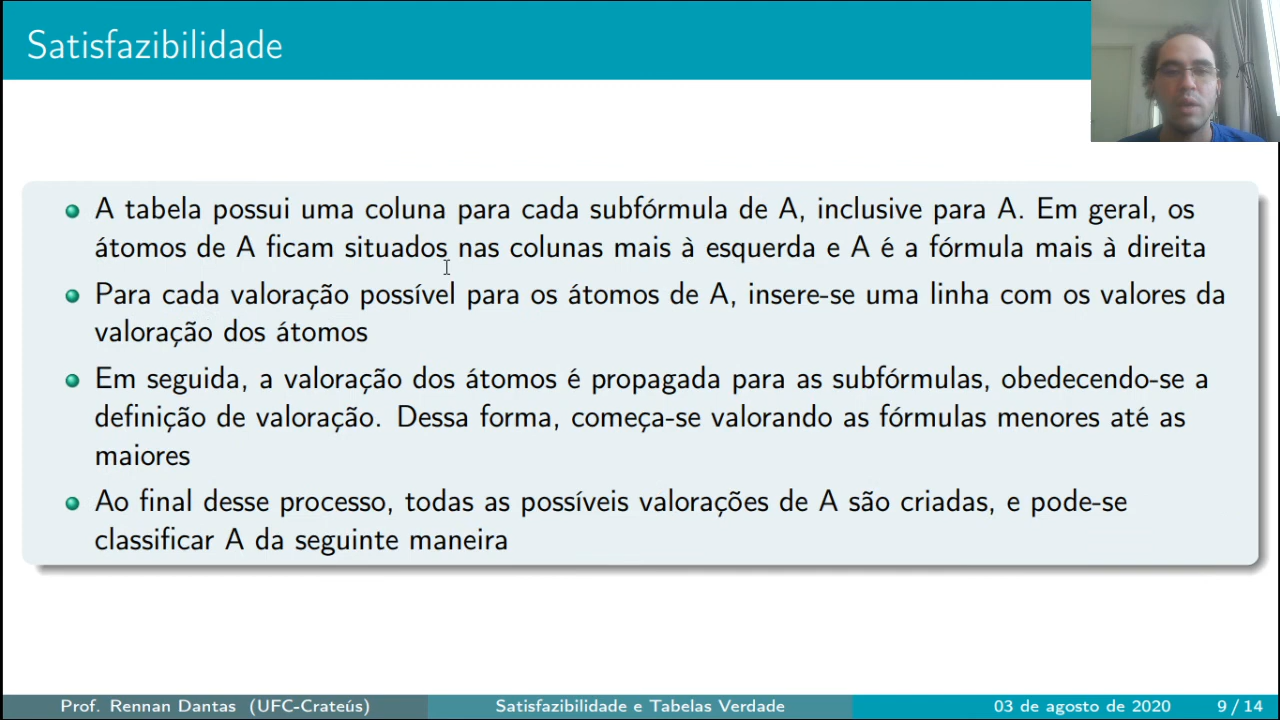 Satisfazibilidade
A tabela possui uma coluna para cada subfórmula de A, inclusive para A. Em geral, os
átomos de A ficam situados nas colunas mais à esquerda e A é a fórmula mais à direita
Para cada valoração possível para os átomos de A, insere-se uma linha com os valores da
valoração dos átomos
Em seguida, a valoração dos átomos é propagada para as subfórmulas, obedecendo-se a
definição de valoração. Dessa forma, começa-se valorando as fórmulas menores até as
maiores
Ao final desse processo, todas as possíveis valorações de A são criadas, e pode-se
classificar A da seguinte maneira
Prof. Rennan Dantas (UFC-Crateús) Satisfazibilidade e Tabelas Verdade 03 de agosto de 2020 9 / 14